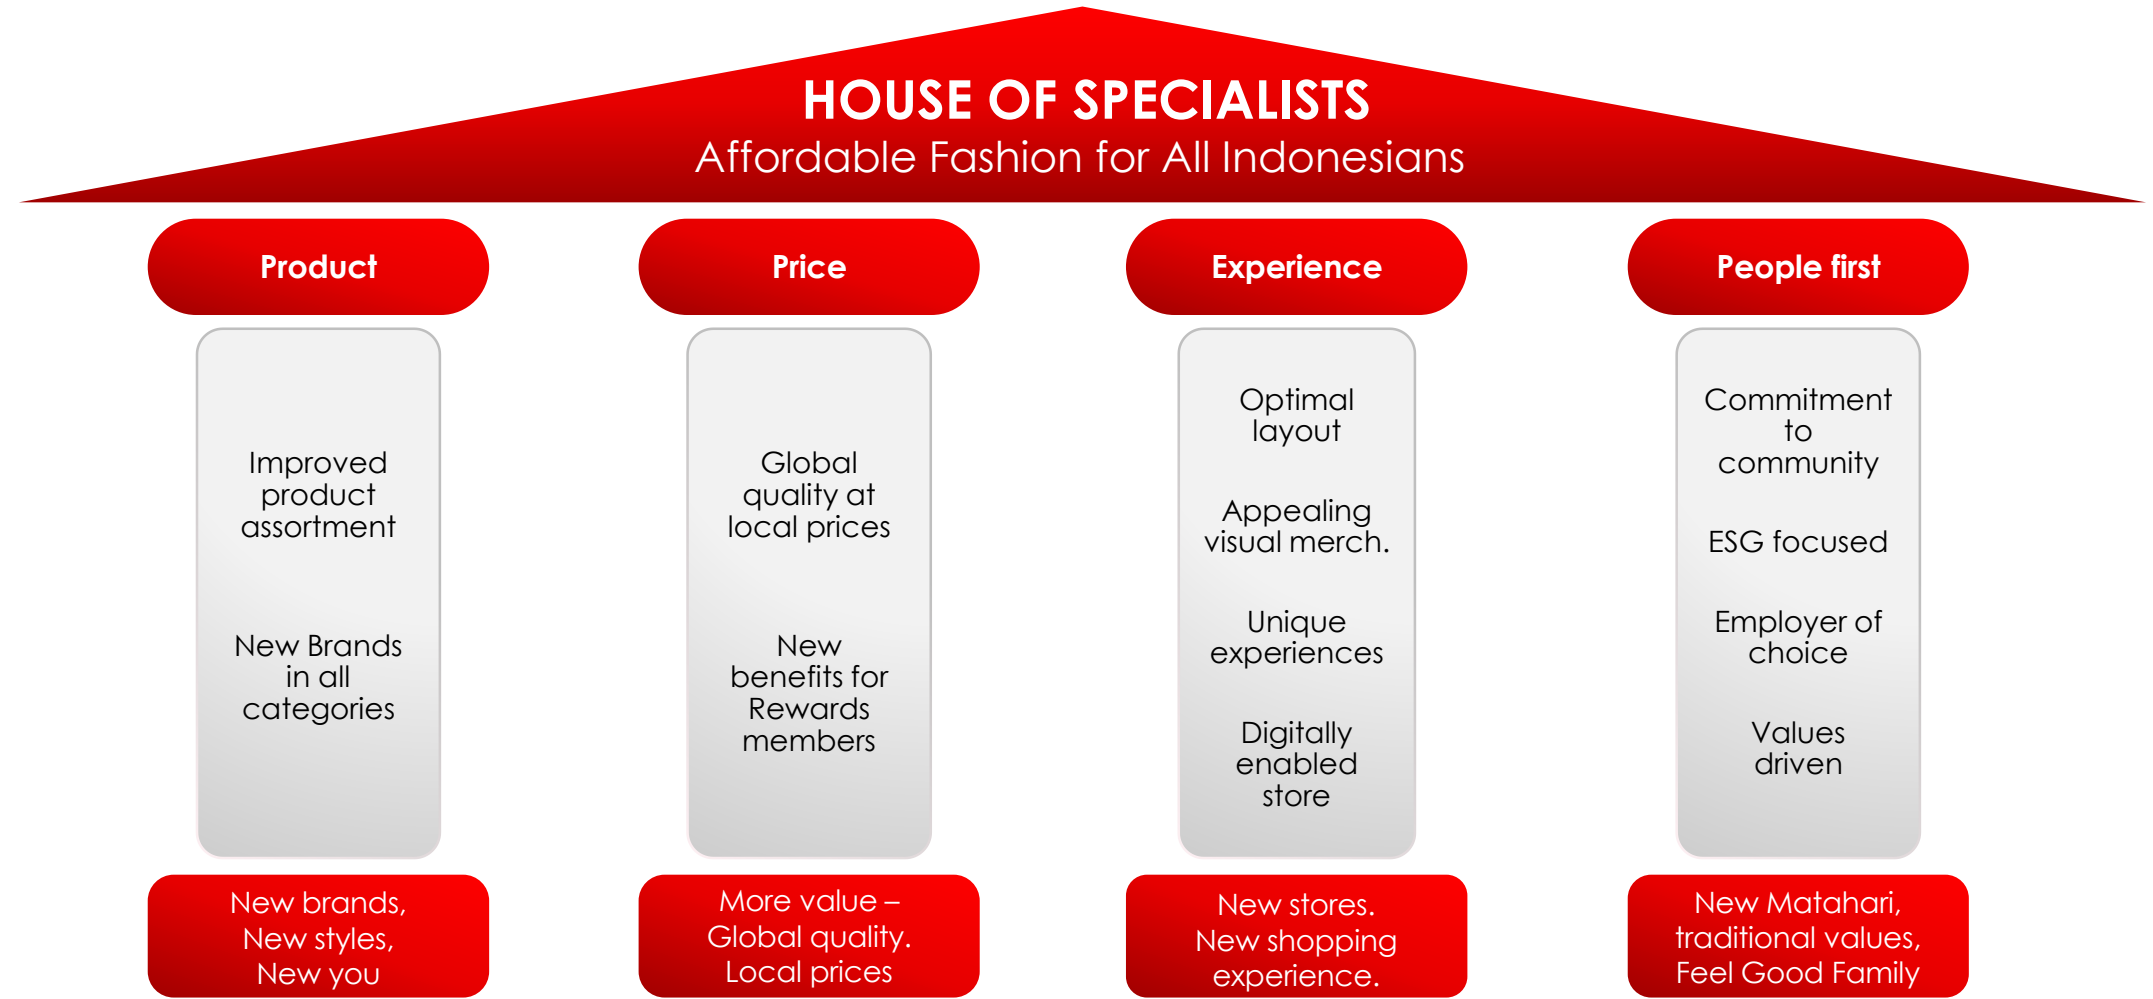 HOUSE OF SPECIALISTS
Affordable Fashion for All Indonesians
Product
Improved
product
assortment
New Brands
in all
categories
New brands,
New styles,
New you
Price
Global
quality at
local prices
New
benefits for
Rewards
members
More value –
Global quality.
Local prices
Experience
Optimal
layout
Appealing
visual merch.
Unique
experiences
Digitally
enabled
store
New stores.
New shopping
experience.
People first
Commitment
to
community
ESG focused
Employer of
choice
Values
driven
New Matahari,
traditional values,
Feel Good Family